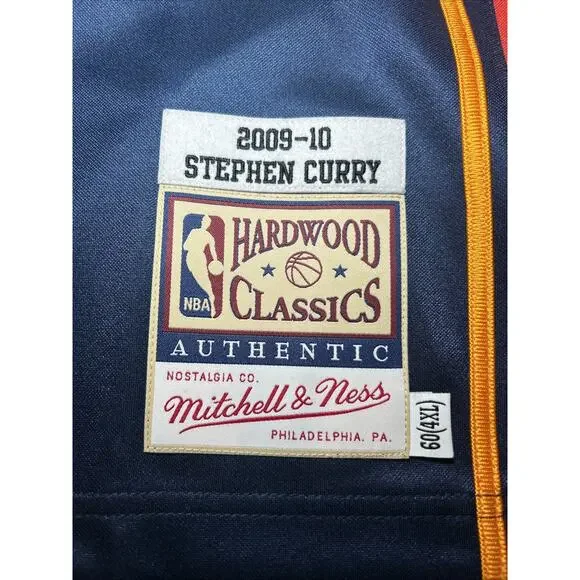 2009-10
STEPHEN CURRY
HARDWOOD
CLASSICS
NBA
AUTHENTIC
NOSTALGIA CO.
Mitchell & Ness
PHILADELPHIA, PA.
60(4XL)